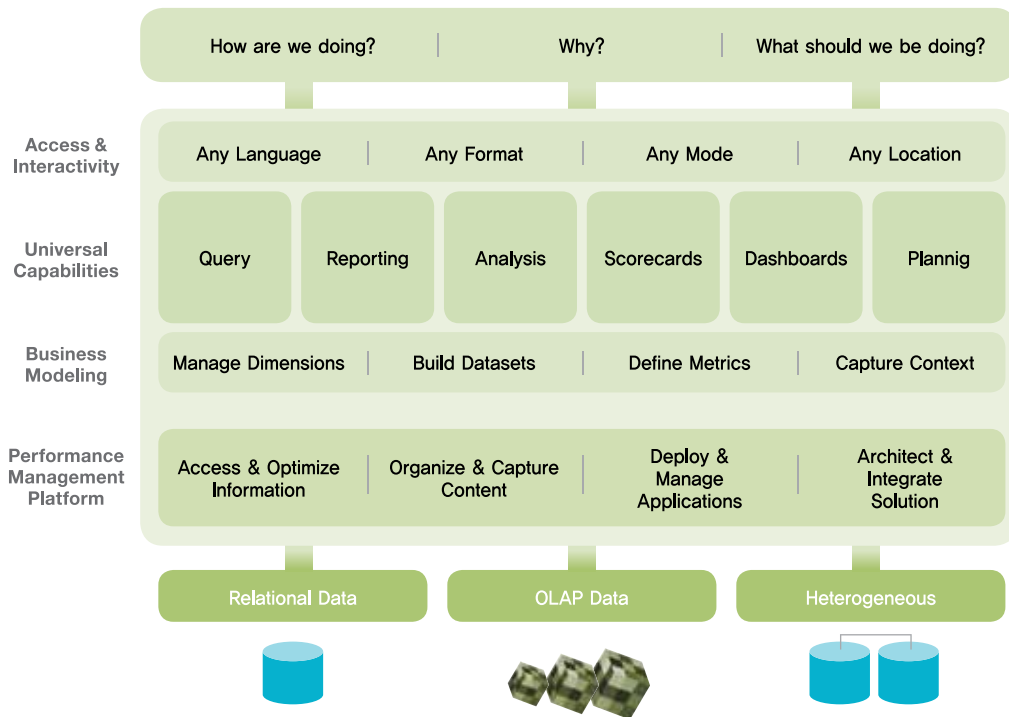 How are we doing?
Why?
What should we be doing?
Access &
Interactivity
Any Language
Any Format
Any Mode
Any Location
Universal
Capabilities
Query
Reporting
Analysis
Scorecards
Dashboards
Plannig
Business
Modeling
Manage Dimensions
Build Datasets
Define Metrics
Capture Context
Performance
Management
Platform
Access & Optimize
Information
Organize & Capture
Content
Deploy &
Manage
Applications
Architect &
Integrate
Solution
Relational Data
OLAP Data
Heterogeneous